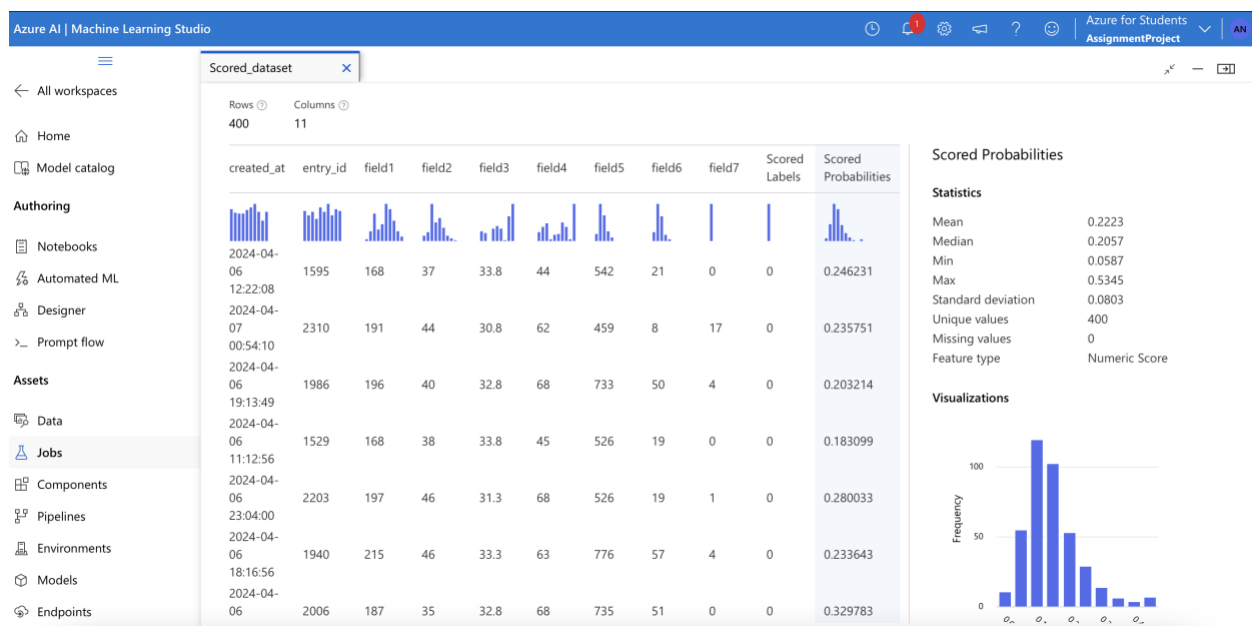 Azure AI | Machine Learning Studio
1
Azure for Students
AssignmentProject
AN
All workspaces
Home
Model catalog
Authoring
Notebooks
Automated ML
Designer
Prompt flow
Assets
Data
Jobs
Components
Pipelines
Environments
Models
Endpoints
Scored_dataset
Rows
Columns
400
11
created_at entry_id field1 field2 field3 field4 field5 field6 field7 Scored Labels Scored Probabilities
2024-04-
06 1595 168 37 33.8 44 542 21 0 0 0.246231
12:22:08
2024-04-
07 2310 191 44 30.8 62 459 8 17 0 0.235751
00:54:10
2024-04-
06 1986 196 40 32.8 68 733 50 4 0 0.203214
19:13:49
2024-04-
06 1529 168 38 33.8 45 526 19 0 0 0.183099
11:12:56
2024-04-
06 2203 197 46 31.3 68 526 19 1 0 0.280033
23:04:00
2024-04-
06 1940 215 46 33.3 63 776 57 4 0 0.233643
18:16:56
2024-04-
06 2006 187 35 32.8 68 735 51 0 0 0.329783
Scored Probabilities
Statistics
Mean 0.2223
Median 0.2057
Min 0.0587
Max 0.5345
Standard deviation 0.0803
Unique values 400
Missing values 0
Feature type Numeric Score
Visualizations
Frequency
100
50
0